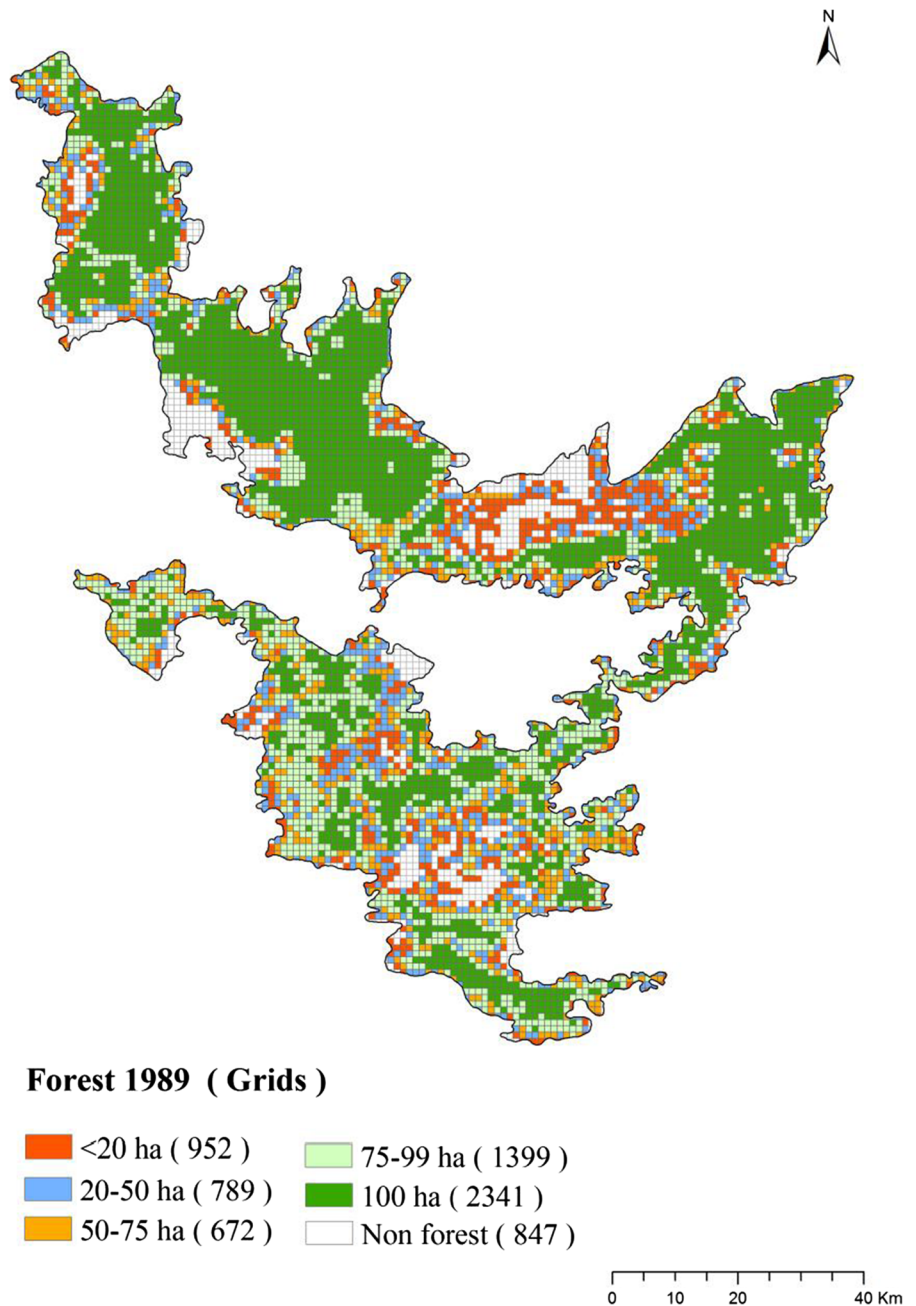 N
Forest 1989 ( Grids )
<20 ha ( 952 )
75-99 ha ( 1399 )
20-50 ha ( 789 )
100 ha ( 2341 )
50-75 ha ( 672 )
Non forest ( 847 )
0 10 20 40 Km